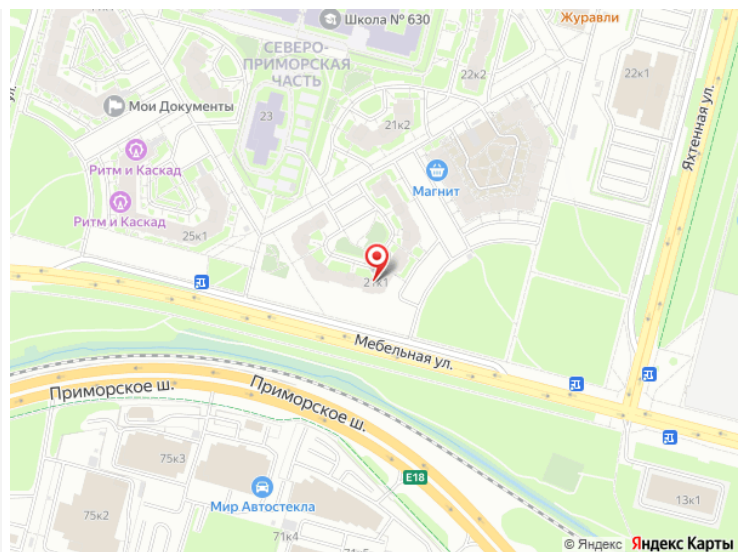 Школа № 630
Журавли
СЕВЕРО-
ПРИМОРСКАЯ
ЧАСТЬ
22к2
22к1
Мои Документы
23
21к2
Яхтенная ул.
Ритм и Каскад
Магнит
Ритм и Каскад
25к1
21к1
Мебельная ул.
Приморское ш.
Приморское ш.
75к3
E18
Мир Автостекла
13к1
75к2
71к4
© Яндекс Яндекс Карты